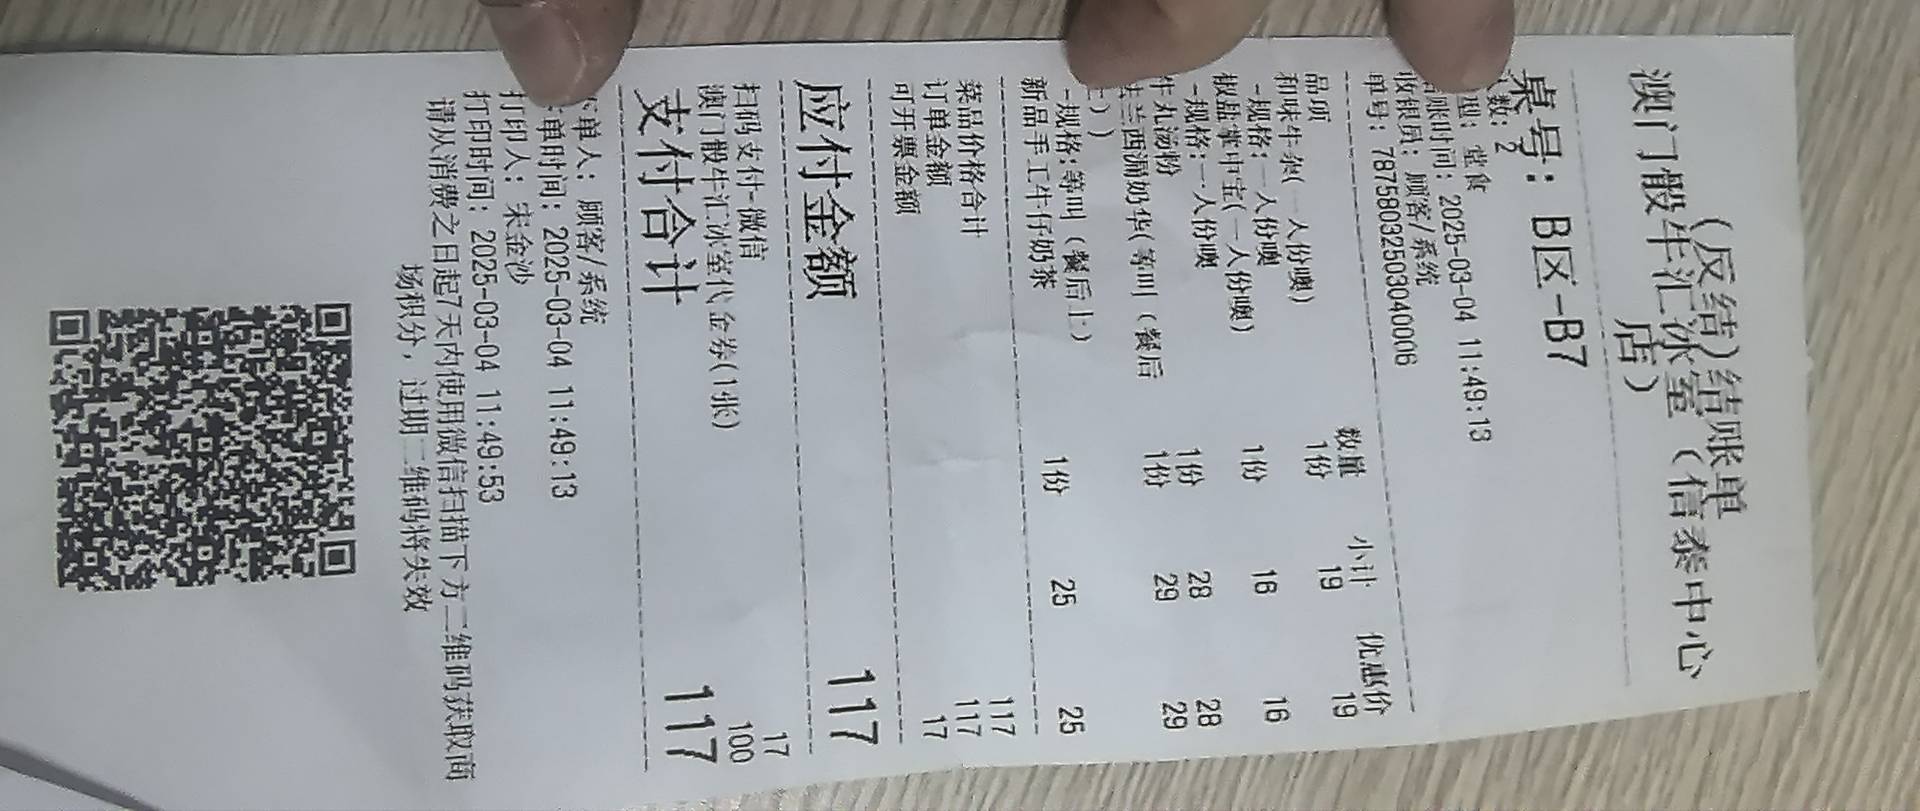 (反结)结账单
澳门骰牛汇冰室（信泰中心
店）
桌号：B区-B7
数：2
型：堂食
账时间：2025-03-04 11:49:13
收银员：顾客/系统
单号：78758032503040006
品项 数量 小计 优惠价
和味牛杂(一人份噢) 1份 19 19
-规格：一人份噢
椒盐掌中宝(一人份噢) 1份 16 16
-规格：一人份噢
牛丸汤粉 1份 28 28
法兰西漏奶华(等叫（餐后 1份 29 29
上）)
-规格：等叫（餐后上）
新品手工牛仔奶茶 1份 25 25
菜品价格合计 117
订单金额 117
可开票金额 17
应付金额 117
扫码支付-微信 17
澳门骰牛汇冰室代金券(1张) 100
支付合计 117
单人：顾客/系统
单时间：2025-03-04 11:49:13
打印人：宋金沙
打印时间：2025-03-04 11:49:53
请从消费之日起7天内使用微信扫描下方二维码获取商
场积分，过期二维码将失效